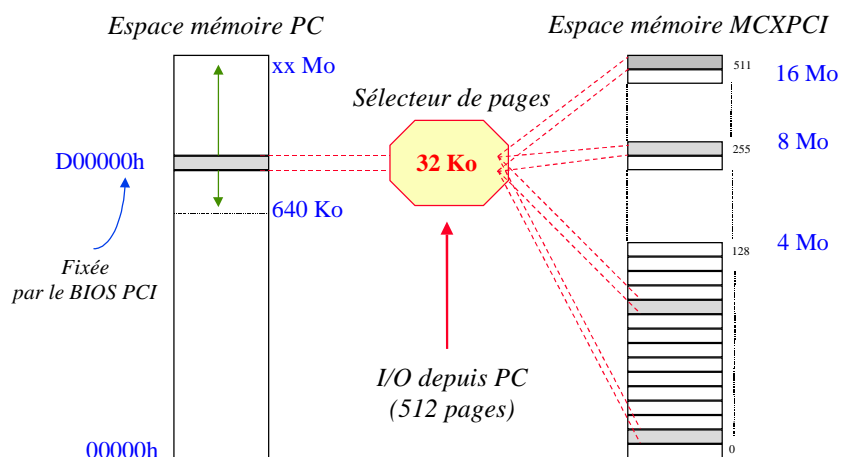 Espace mémoire PC
Espace mémoire MCXPCI
xx Mo
511
16 Mo
Sélecteur de pages
D00000h
32 Ko
255
8 Mo
640 Ko
128
4 Mo
Fixée
par le BIOS PCI
I/O depuis PC
(512 pages)
00000h
0